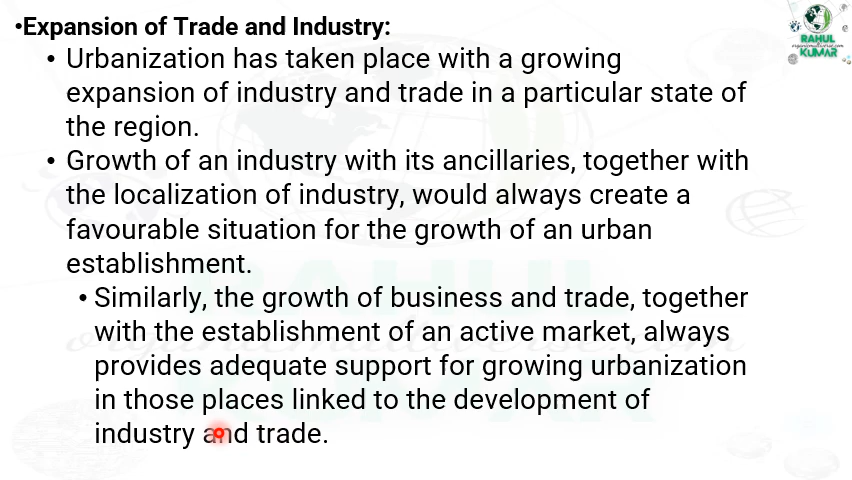 •Expansion of Trade and Industry:
• Urbanization has taken place with a growing
expansion of industry and trade in a particular state of
the region.
• Growth of an industry with its ancillaries, together with
the localization of industry, would always create a
favourable situation for the growth of an urban
establishment.
• Similarly, the growth of business and trade, together
with the establishment of an active market, always
provides adequate support for growing urbanization
in those places linked to the development of
industry and trade.
RAHUL
KUMAR